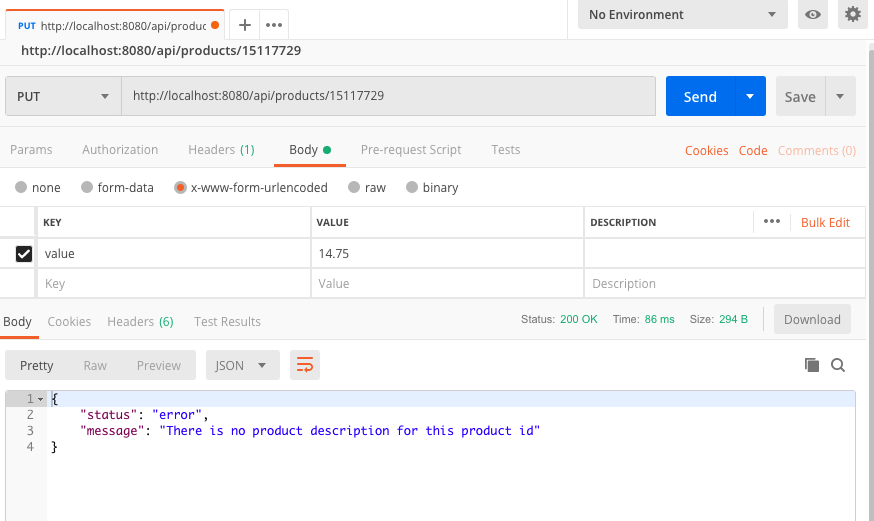 PUT http://localhost:8080/api/produc + ••• No Environment
http://localhost:8080/api/products/15117729
PUT http://localhost:8080/api/products/15117729 Send Save
Params Authorization Headers (1) Body Pre-request Script Tests Cookies Code Comments (0)
none form-data x-www-form-urlencoded raw binary
KEY VALUE DESCRIPTION ••• Bulk Edit
value 14.75
Key Value Description
Body Cookies Headers (6) Test Results Status: 200 OK Time: 86 ms Size: 294 B Download
Pretty Raw Preview JSON
1 {
2 "status": "error",
3 "message": "There is no product description for this product id"
4 }